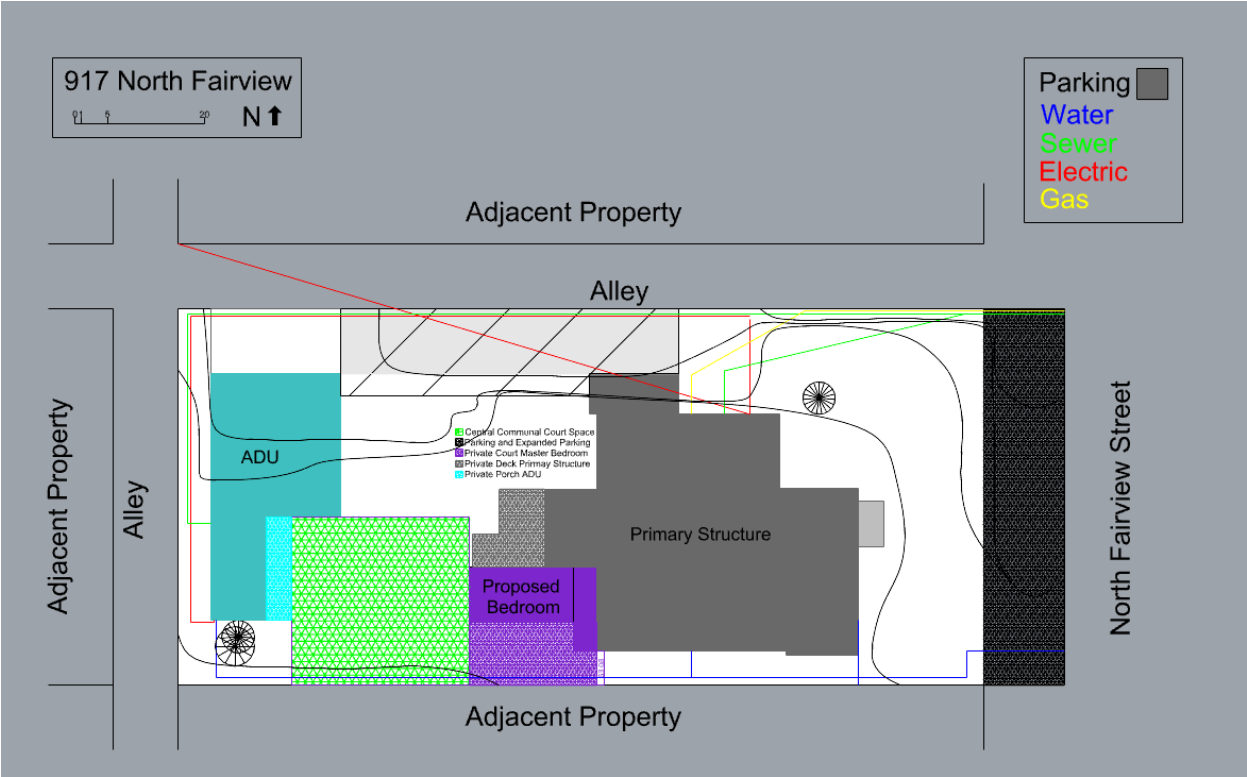 917 North Fairview
0 1 5 20
N
Parking
Water
Sewer
Electric
Gas
Adjacent Property
Alley
Central Communal Court Space
Parking and Expanded Parking
Private Court Master Bedroom
Private Deck Primay Structure
Private Porch ADU
ADU
Primary Structure
Proposed
Bedroom
Adjacent Property
Alley
North Fairview Street
Adjacent Property